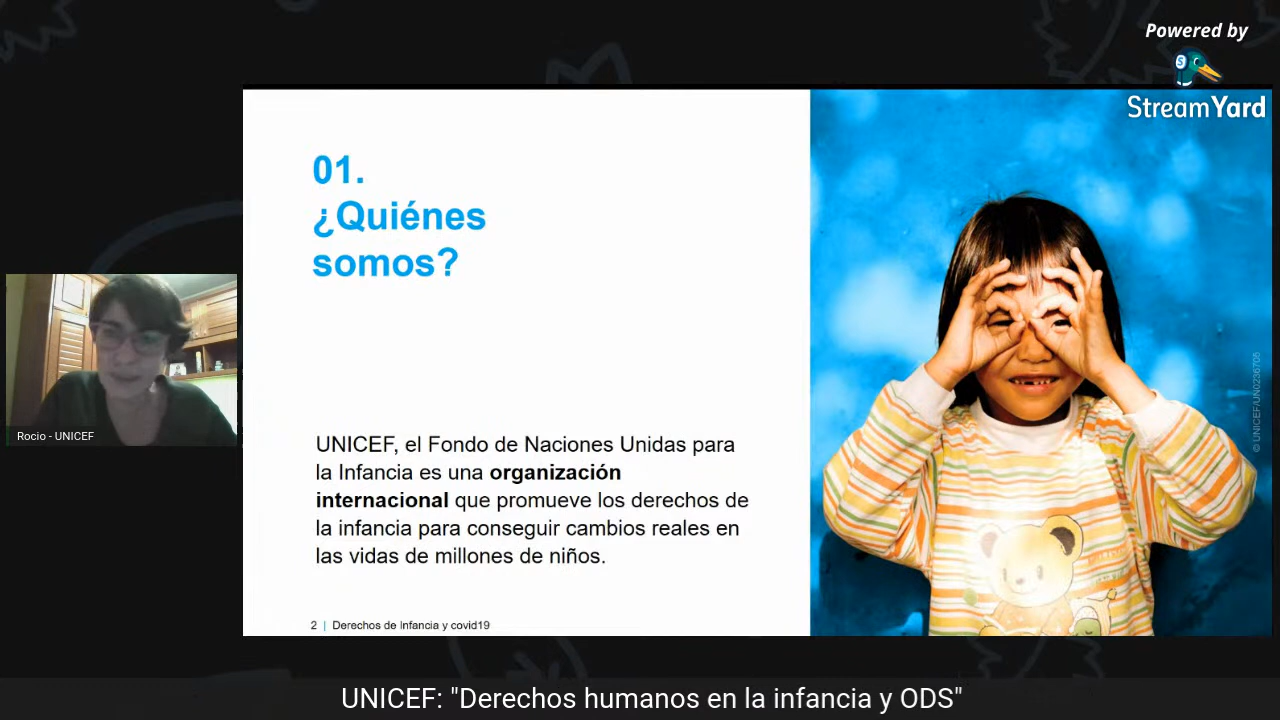 Powered by
StreamYard
01.
¿Quiénes
somos?
UNICEF, el Fondo de Naciones Unidas para
la Infancia es una organización
internacional que promueve los derechos de
la infancia para conseguir cambios reales en
las vidas de millones de niños.
2 | Derechos de Infancia y covid19
© UNICEF/UN0236706
Rocio - UNICEF
UNICEF: "Derechos humanos en la infancia y ODS"